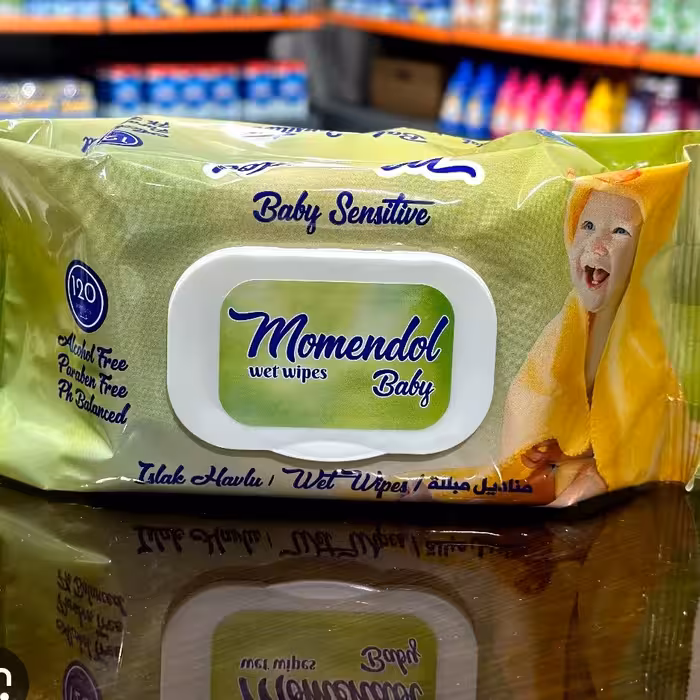 Baby Sensitive
120
Alcohol Free
Paraben Free
Ph Balanced
Momendol
wet wipes
Baby
Islak Havlu / Wet Wipes / مناديل مبللة